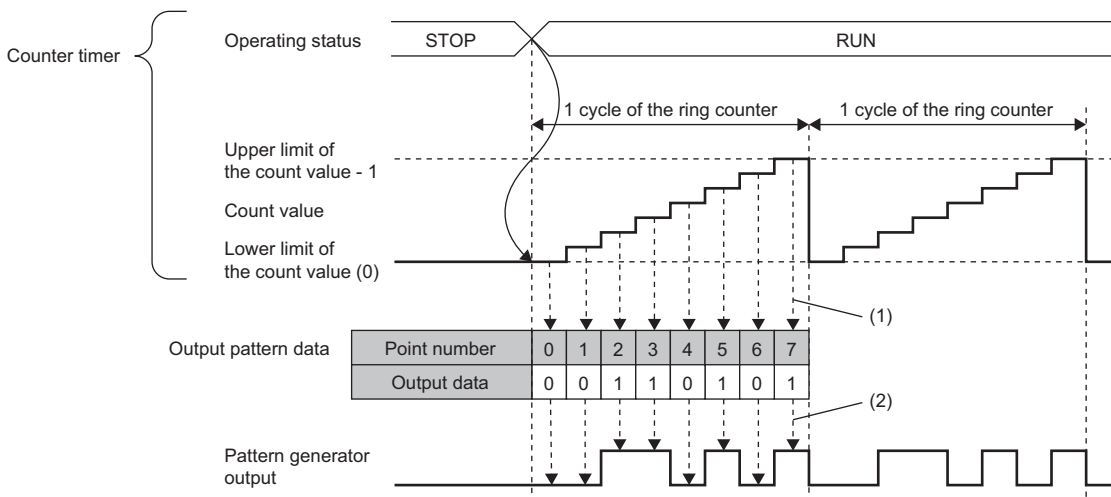 Counter timer
Operating status
STOP
RUN
1 cycle of the ring counter
1 cycle of the ring counter
Upper limit of
the count value - 1
Count value
Lower limit of
the count value (0)
(1)
Output pattern data
Point number 0 1 2 3 4 5 6 7
Output data 0 0 1 1 0 1 0 1
(2)
Pattern generator
output